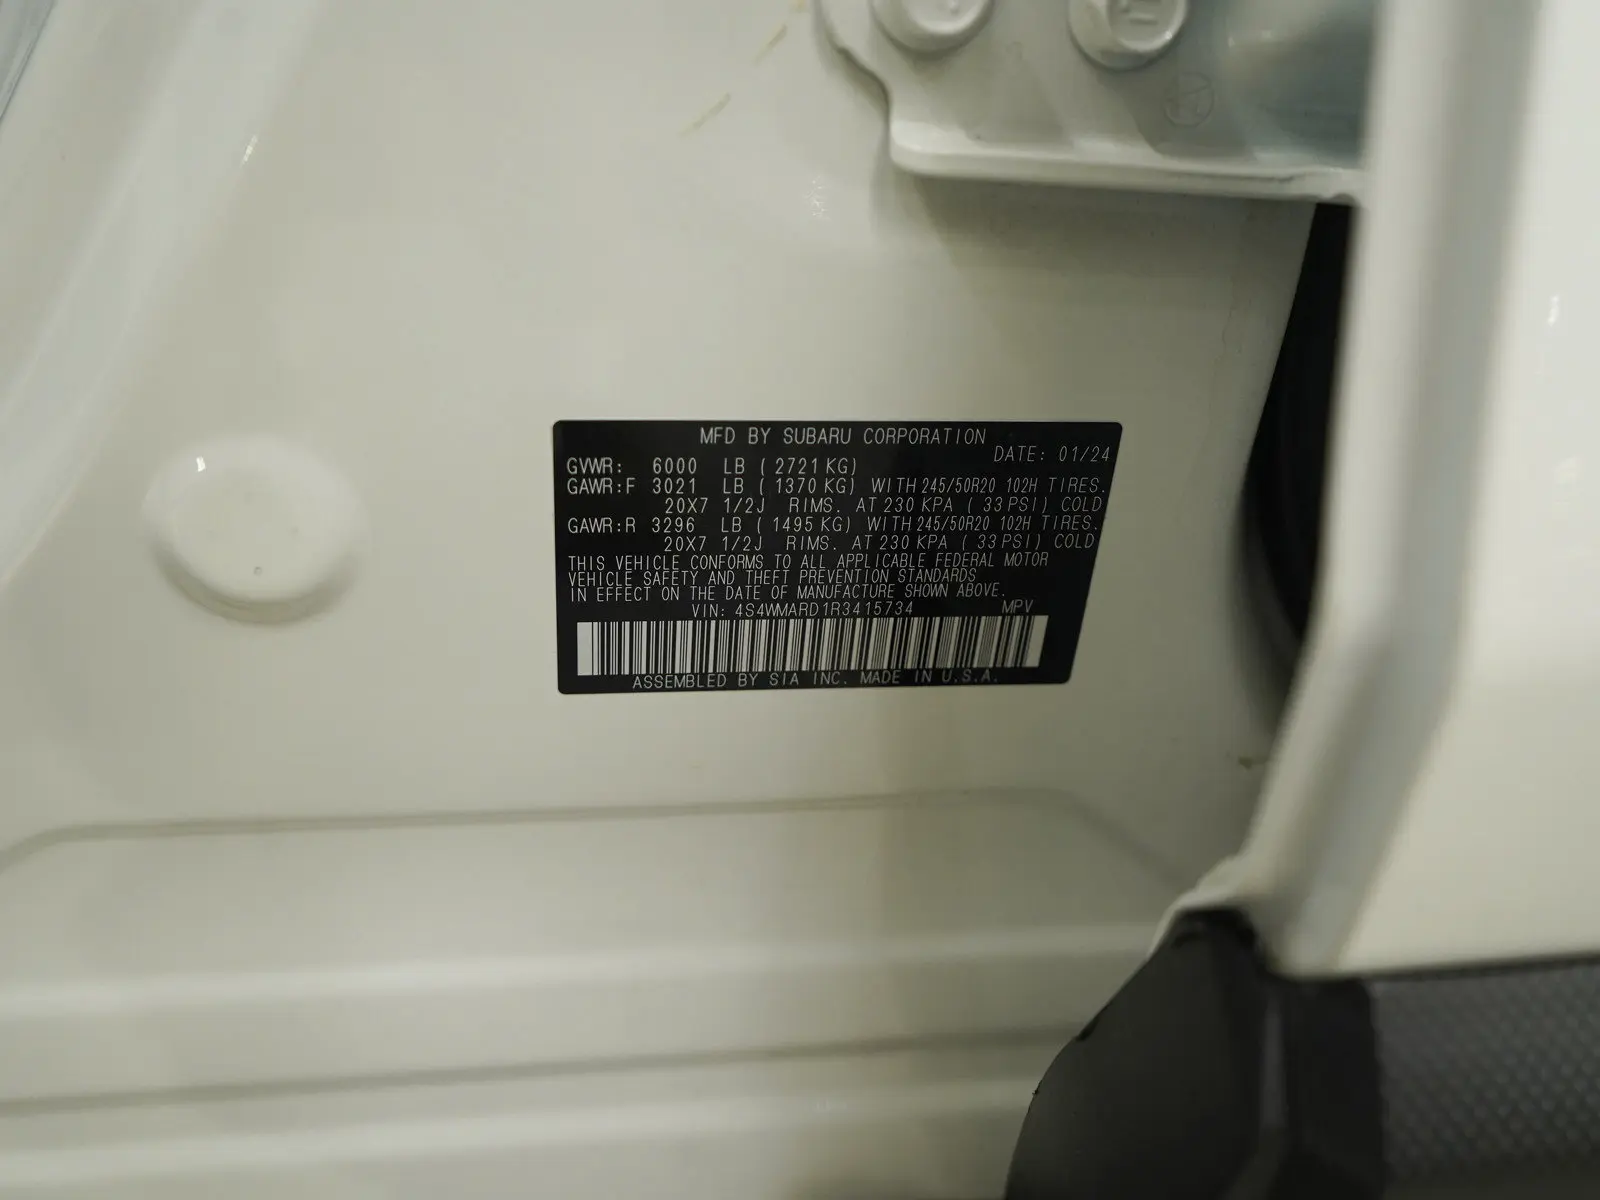 MFD BY SUBARU CORPORATION
DATE: 01/24
GVWR: 6000 LB ( 2721 KG)
GAWR:F 3021 LB ( 1370 KG) WITH 245/50R20 102H TIRES.
20X7 1/2J RIMS. AT 230 KPA ( 33 PSI) COLD
GAWR:R 3296 LB ( 1495 KG) WITH 245/50R20 102H TIRES.
20X7 1/2J RIMS. AT 230 KPA ( 33 PSI) COLD
THIS VEHICLE CONFORMS TO ALL APPLICABLE FEDERAL MOTOR
VEHICLE SAFETY AND THEFT PREVENTION STANDARDS
IN EFFECT ON THE DATE OF MANUFACTURE SHOWN ABOVE.
VIN: 4S4WMARD1R3415734 MPV
ASSEMBLED BY SIA INC. MADE IN U.S.A.